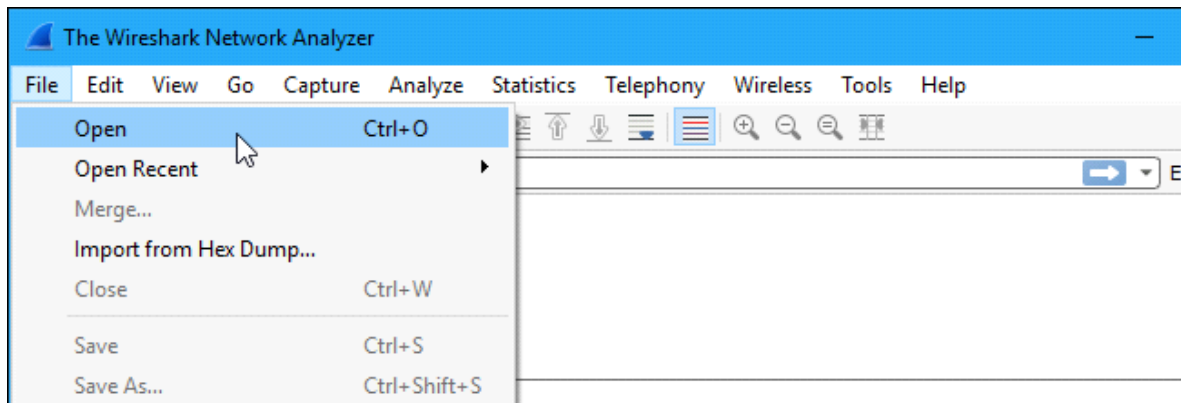 The Wireshark Network Analyzer
File Edit View Go Capture Analyze Statistics Telephony Wireless Tools Help
Open Ctrl+O
Open Recent
Merge...
Import from Hex Dump...
Close Ctrl+W
Save Ctrl+S
Save As... Ctrl+Shift+S